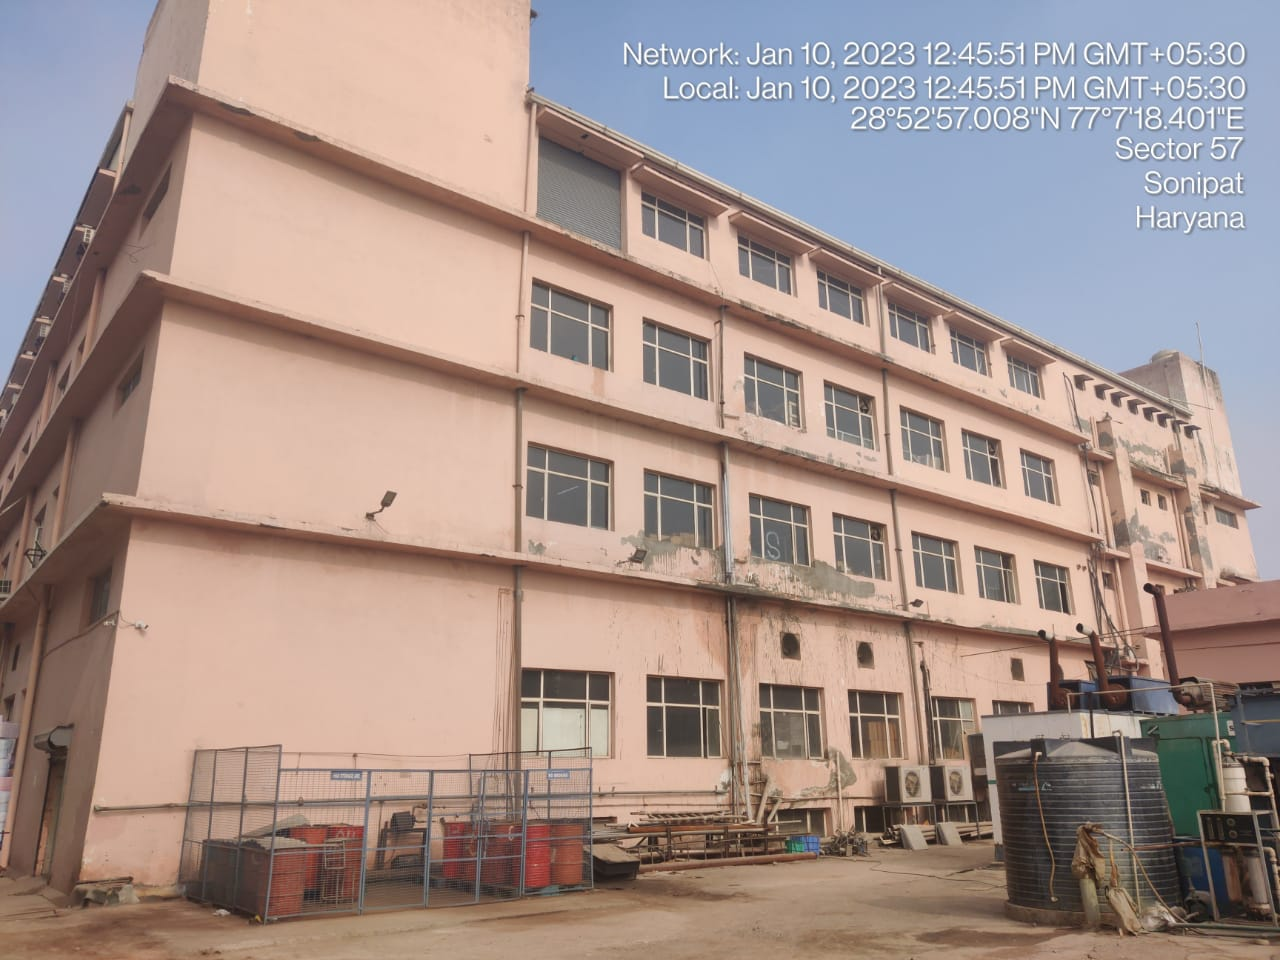 Network: Jan 10, 2023 12:45:51 PM GMT+05:30
Local: Jan 10, 2023 12:45:51 PM GMT+05:30
28°52'57.008"N 77°7'18.401"E
Sector 57
Sonipat
Haryana
E
S